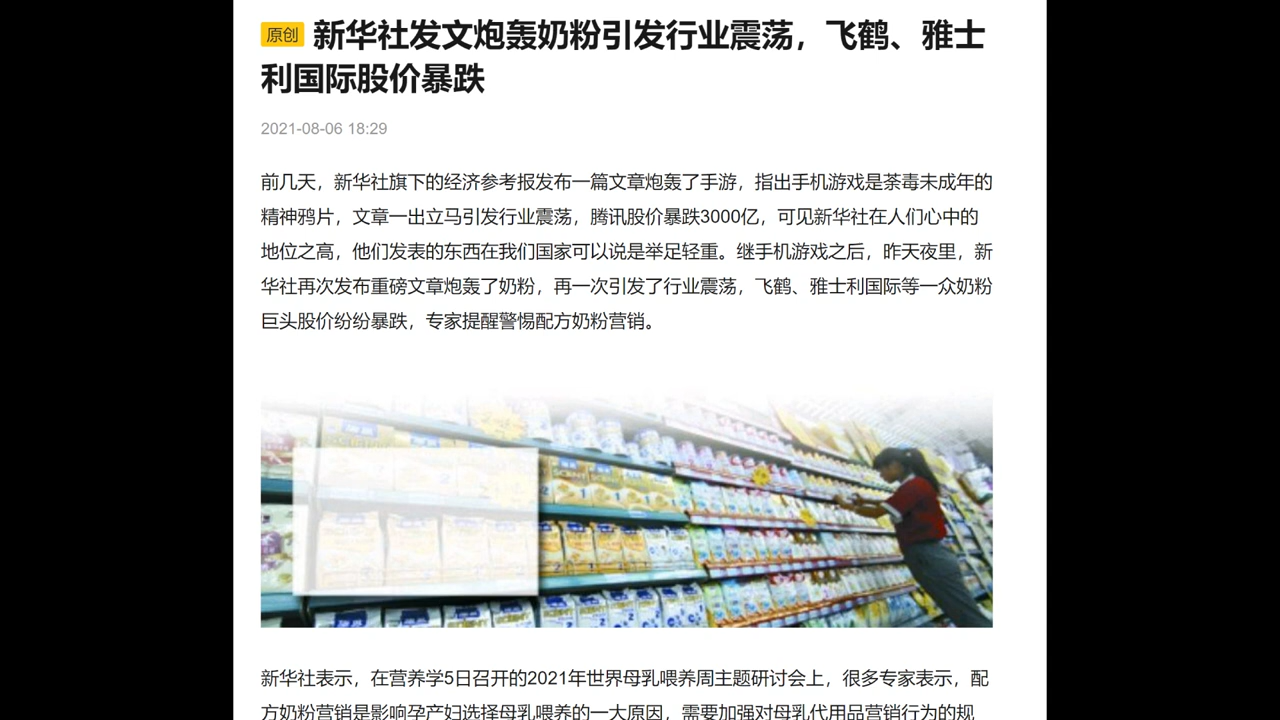 原创 新华社发文炮轰奶粉引发行业震荡，飞鹤、雅士
利国际股价暴跌
2021-08-06 18:29
前几天，新华社旗下的经济参考报发布一篇文章炮轰了手游，指出手机游戏是荼毒未成年的
精神鸦片，文章一出立马引发行业震荡，腾讯股价暴跌3000亿，可见新华社在人们心中的
地位之高，他们发表的东西在我们国家可以说是举足轻重。继手机游戏之后，昨天夜里，新
华社再次发布重磅文章炮轰了奶粉，再一次引发了行业震荡，飞鹤、雅士利国际等一众奶粉
巨头股价纷纷暴跌，专家提醒警惕配方奶粉营销。
新华社表示，在营养学5日召开的2021年世界母乳喂养周主题研讨会上，很多专家表示，配
方奶粉营销是影响孕产妇选择母乳喂养的一大原因，需要加强对母乳代用品营销行为的规